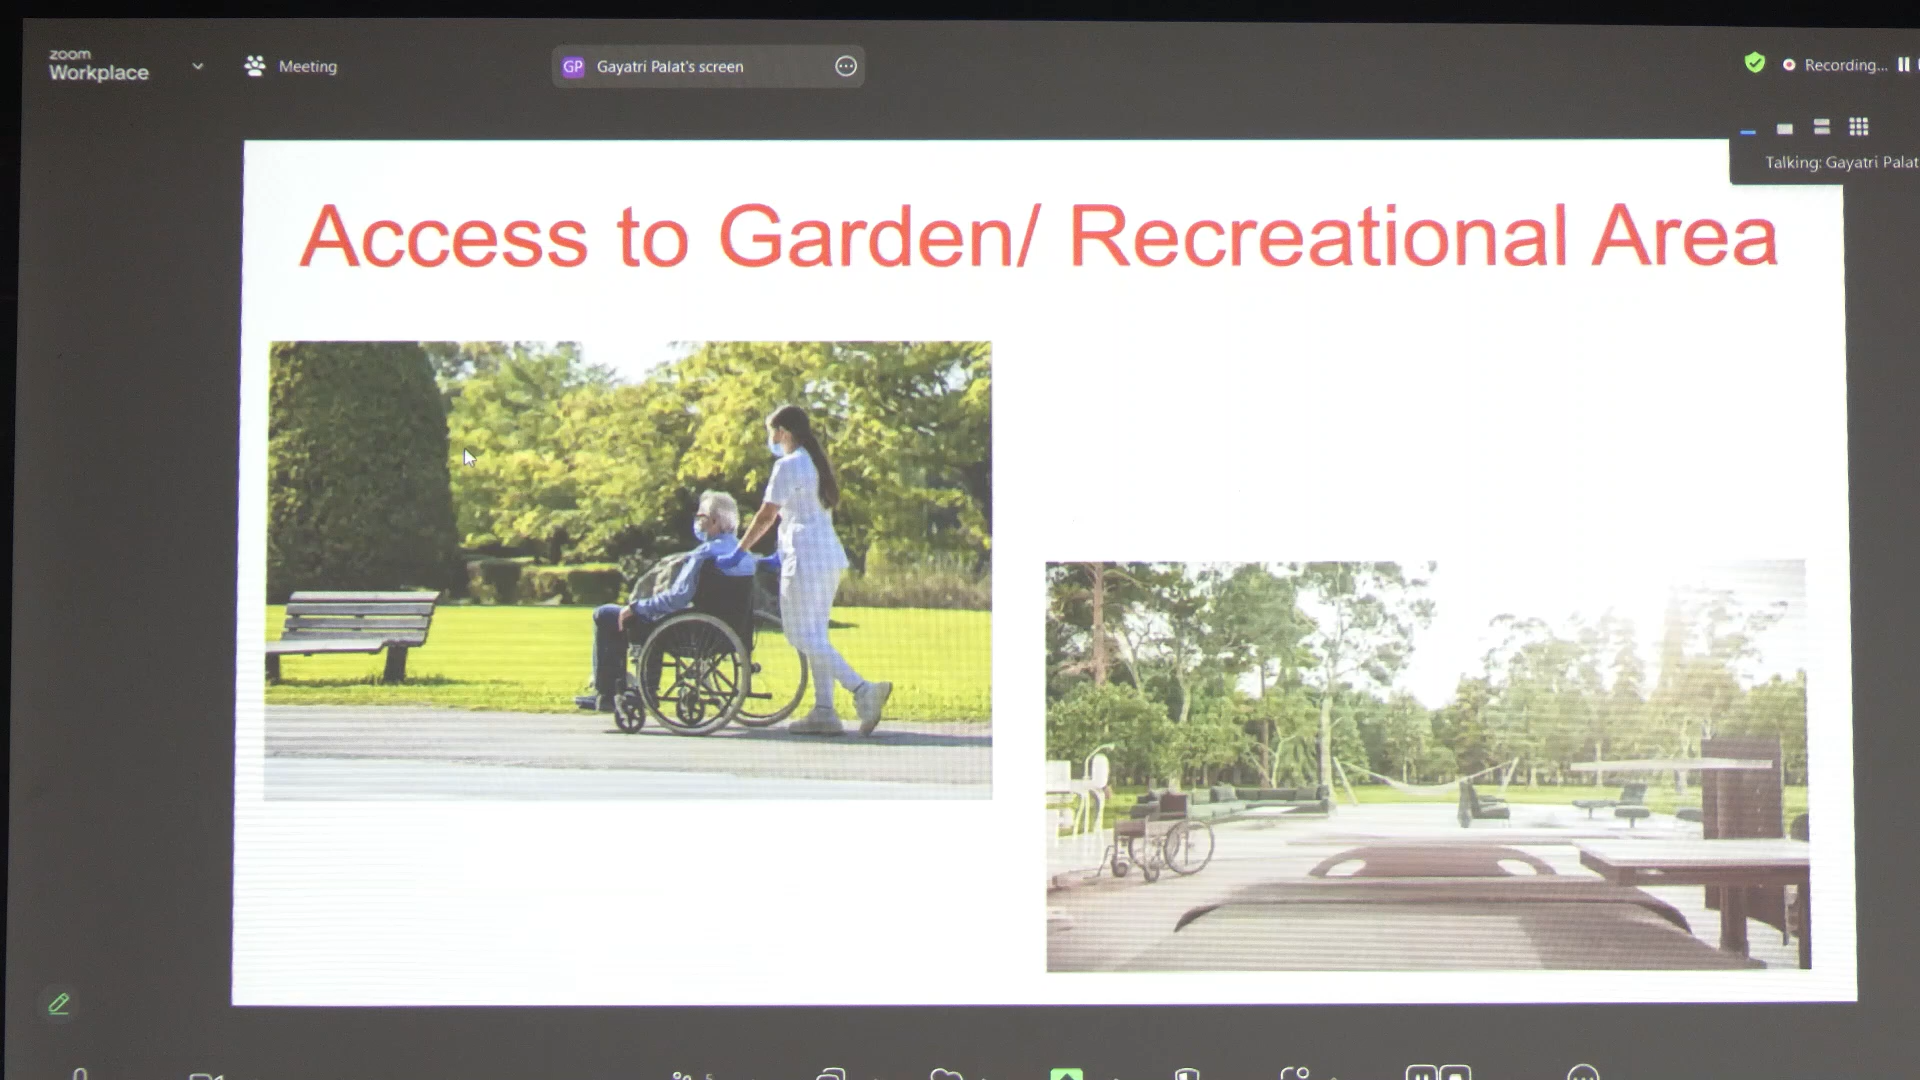 zoom
Workplace
Meeting
GP Gayatri Palat's screen
Recording...
Talking: Gayatri Palat
Access to Garden/ Recreational Area